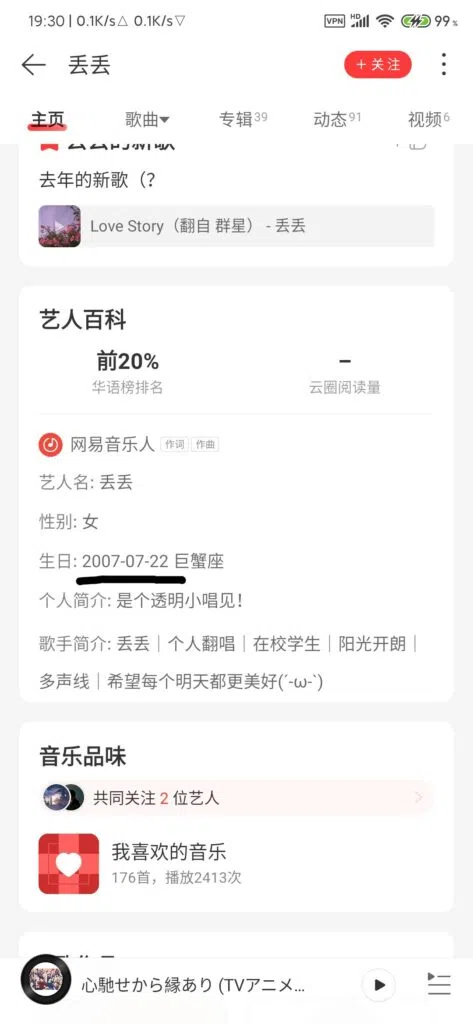 19:30 | 0.1K/s△ 0.1K/s▽ VPN HD 99%
丢丢 + 关注
主页 歌曲 专辑39 动态91 视频6
丢丢的新歌
去年的新歌（？
Love Story（翻自 群星） - 丢丢
艺人百科
前20% –
华语榜排名 云圈阅读量
网易音乐人 作词 作曲
艺人名: 丢丢
性别: 女
生日: 2007-07-22 巨蟹座
个人简介: 是个透明小唱见！
歌手简介: 丢丢｜个人翻唱｜在校学生｜阳光开朗｜
多声线｜希望每个明天都更美好(´-ω-`)
音乐品味
共同关注 2 位艺人
我喜欢的音乐
176首，播放2413次
心馳せから縁あり (TVアニメ...